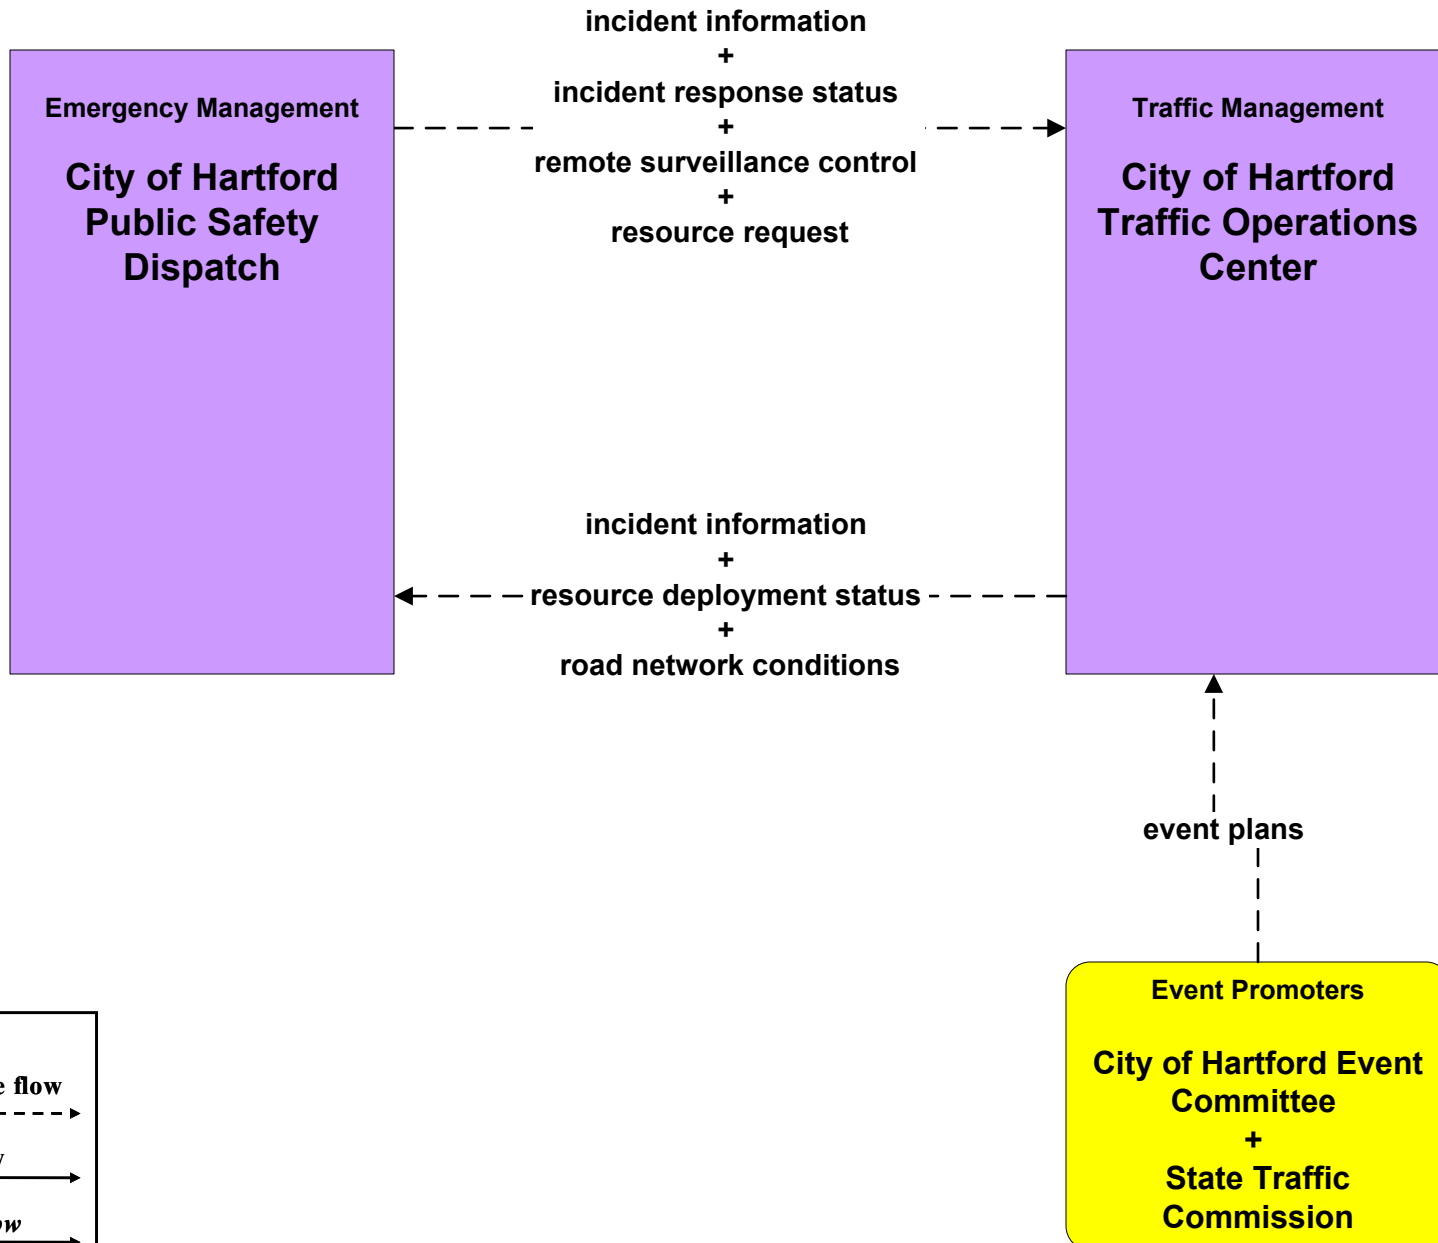 Emergency Management
City of Hartford
Public Safety
Dispatch
incident information
+
incident response status
+
remote surveillance control
+
resource request
Traffic Management
City of Hartford
Traffic Operations
Center
incident information
+
resource deployment status
+
road network conditions
event plans
Event Promoters
City of Hartford Event
Committee
+
State Traffic
Commission
flow